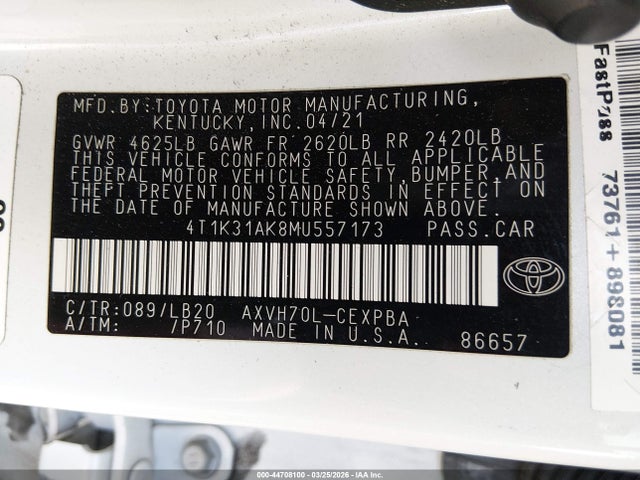 MFD.BY:TOYOTA MOTOR MANUFACTURING,
KENTUCKY,INC.04/21
GVWR 4625LB GAWR FR 2620LB RR 2420LB
THIS VEHICLE CONFORMS TO ALL APPLICABLE
FEDERAL MOTOR VEHICLE SAFETY,BUMPER,AND
THEFT PREVENTION STANDARDS IN EFFECT ON
THE DATE OF MANUFACTURE SHOWN ABOVE.
4T1K31AK8MU557173 PASS.CAR
C/TR:089/LB20 AXVH70L-CEXPBA
A/TM: /P710 MADE IN U.S.A. 86657
FastP 73761+898081
000-44708100 - 03/25/2026 - IAA Inc.